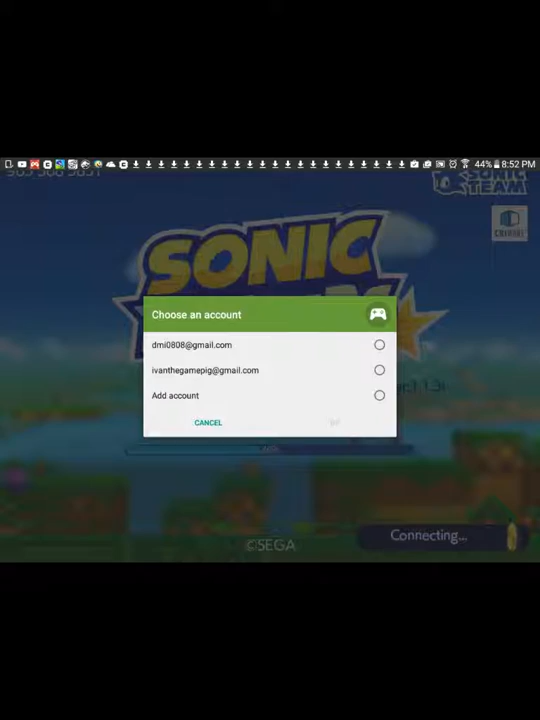 44% 8:52 PM
SONIC
TEAM
CHANNEL
SONIC
Choose an account
dmi0808@gmail.com
ivanthegamepig@gmail.com
Add account
CANCEL
Connecting...
©SEGA